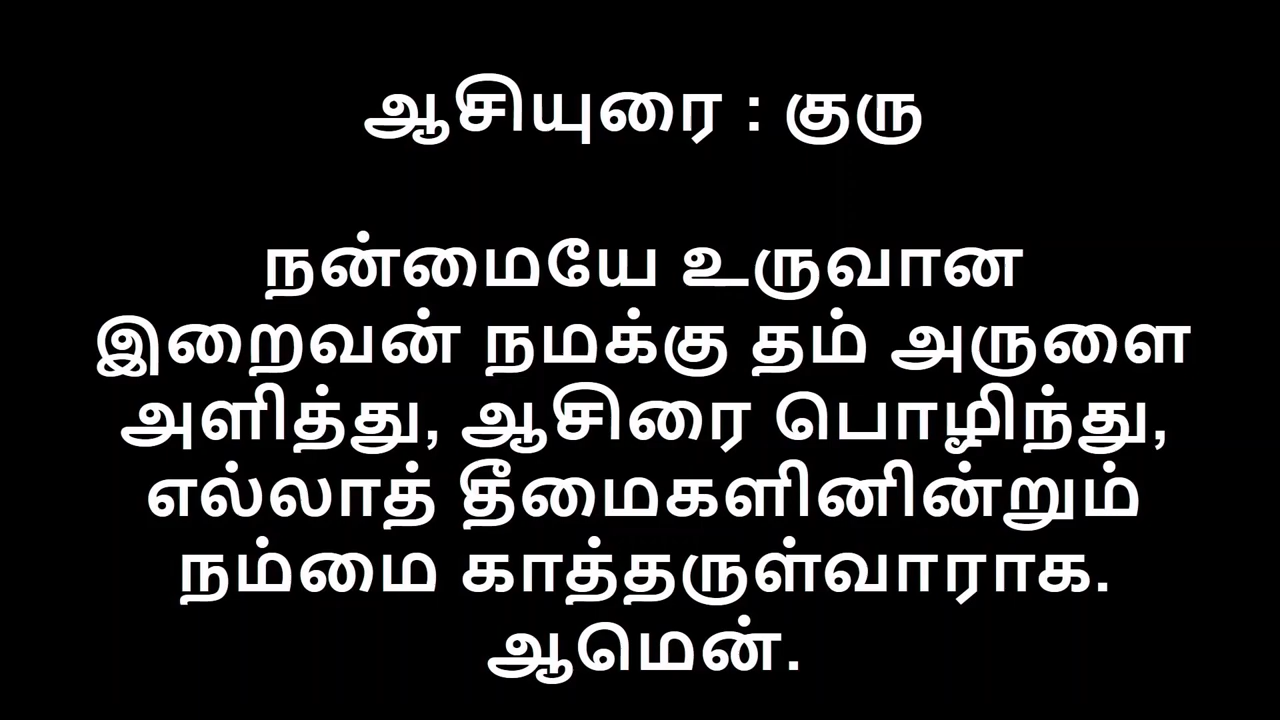 ஆசியுரை : குரு
நன்மையே உருவான
இறைவன் நமக்கு தம் அருளை
அளித்து, ஆசிரை பொழிந்து,
எல்லாத் தீமைகளினின்றும்
நம்மை காத்தருள்வாராக.
ஆமென்.